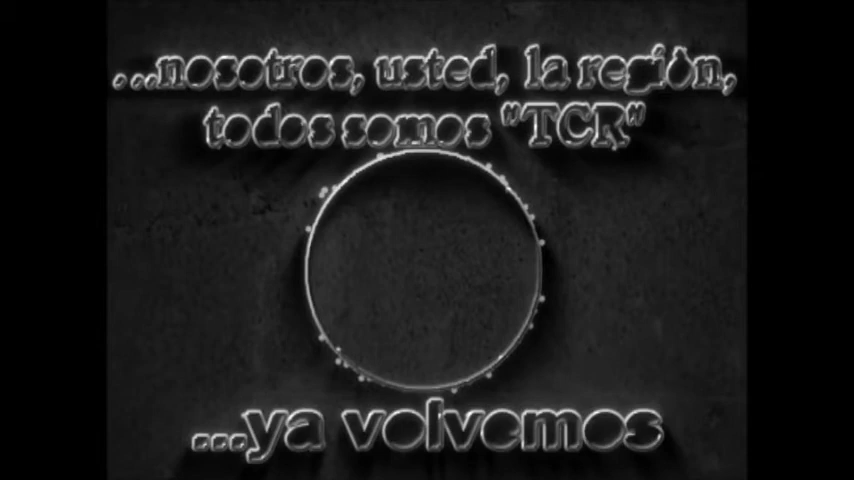 ...nosotros, usted, la región,
todos somos "TCR"
...ya volvemos